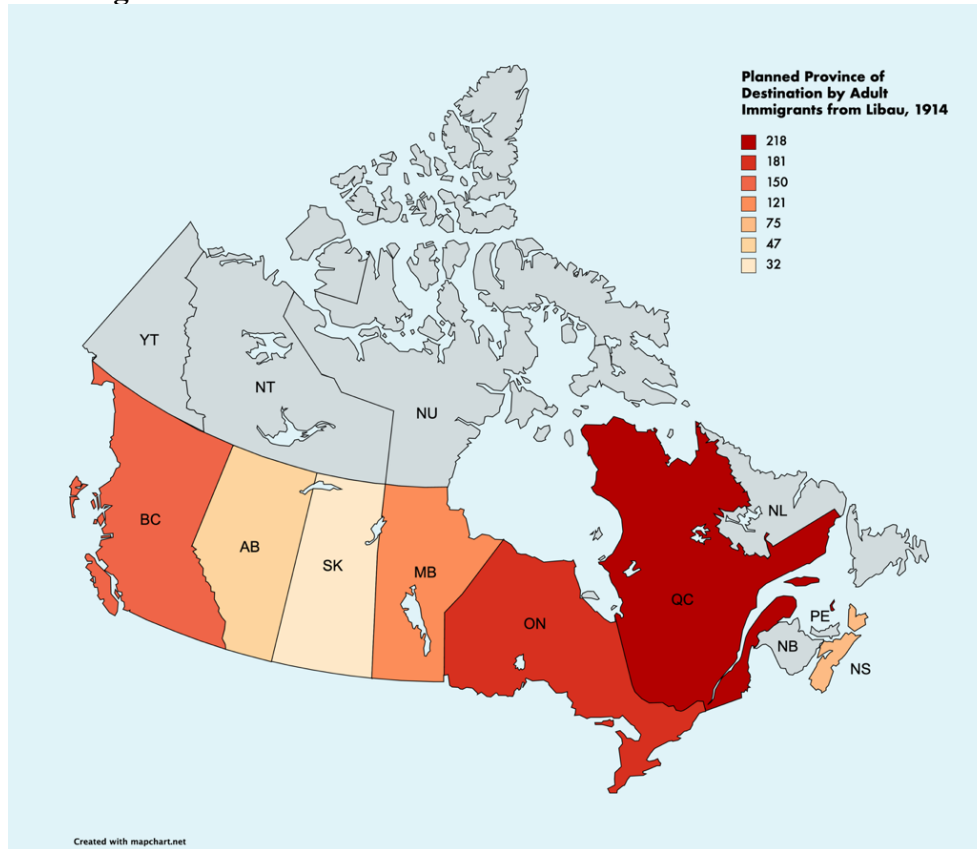 Planned Province of
Destination by Adult
Immigrants from Libau, 1914
218
181
150
121
75
47
32
YT
NT
NU
BC
AB
SK
MB
ON
QC
NL
PE
NB
NS
Created with mapchart.net